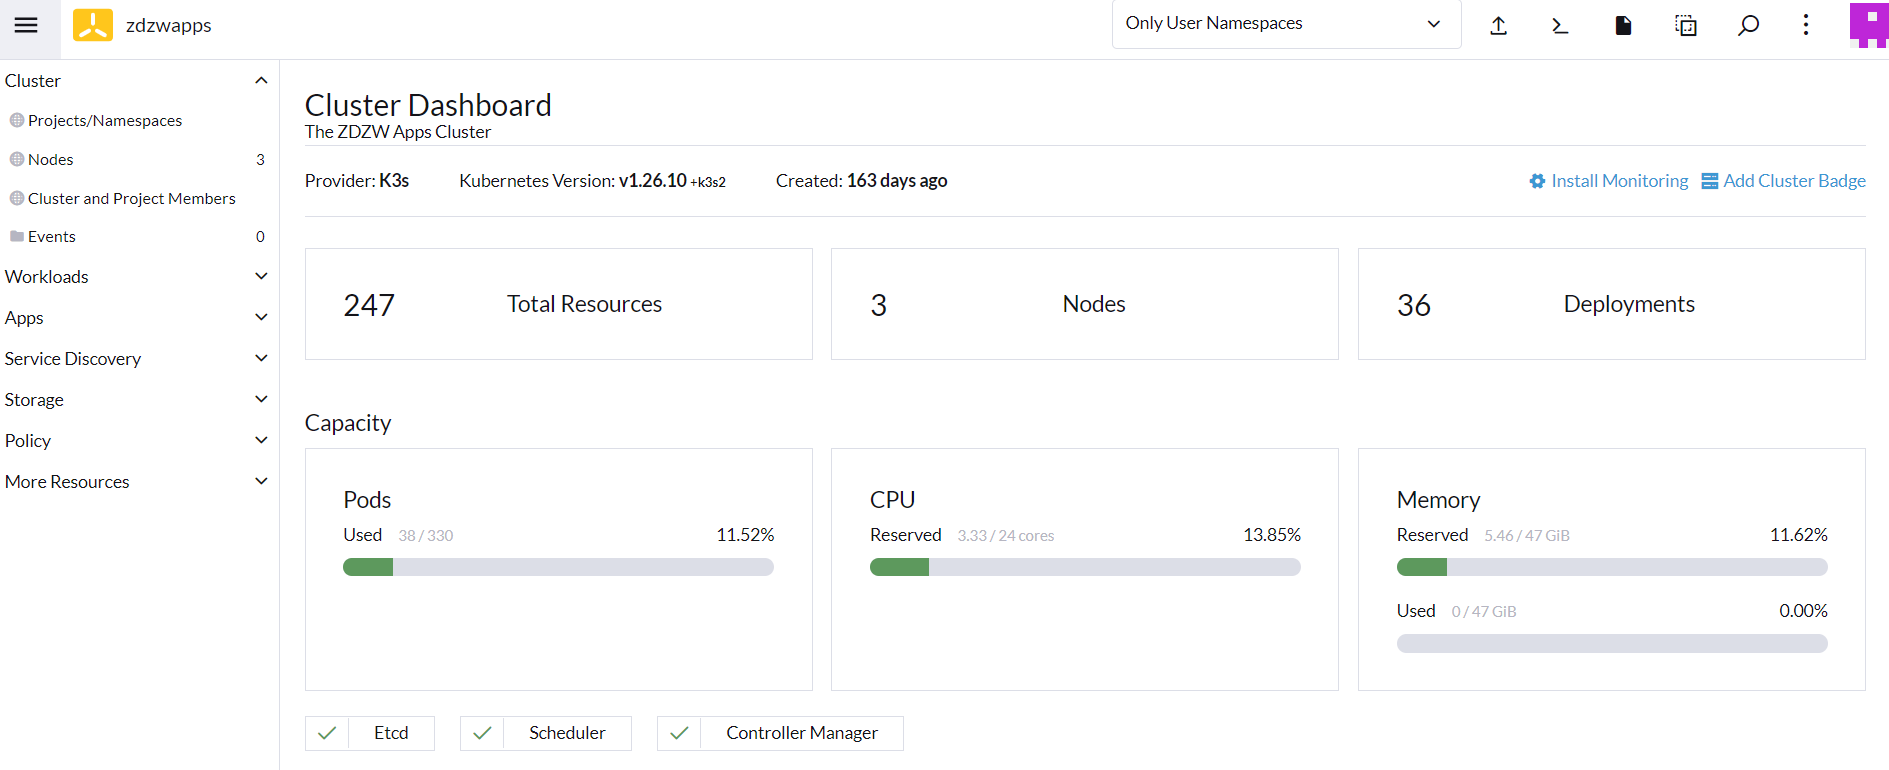 zdzwapps
Only User Namespaces
Cluster
Projects/Namespaces
Nodes 3
Cluster and Project Members
Events 0
Workloads
Apps
Service Discovery
Storage
Policy
More Resources
Cluster Dashboard
The ZDZW Apps Cluster
Provider: K3s Kubernetes Version: v1.26.10 +k3s2 Created: 163 days ago
Install Monitoring Add Cluster Badge
247 Total Resources
3 Nodes
36 Deployments
Capacity
Pods
Used 38 / 330 11.52%
CPU
Reserved 3.33 / 24 cores 13.85%
Memory
Reserved 5.46 / 47 GiB 11.62%
Used 0 / 47 GiB 0.00%
Etcd
Scheduler
Controller Manager